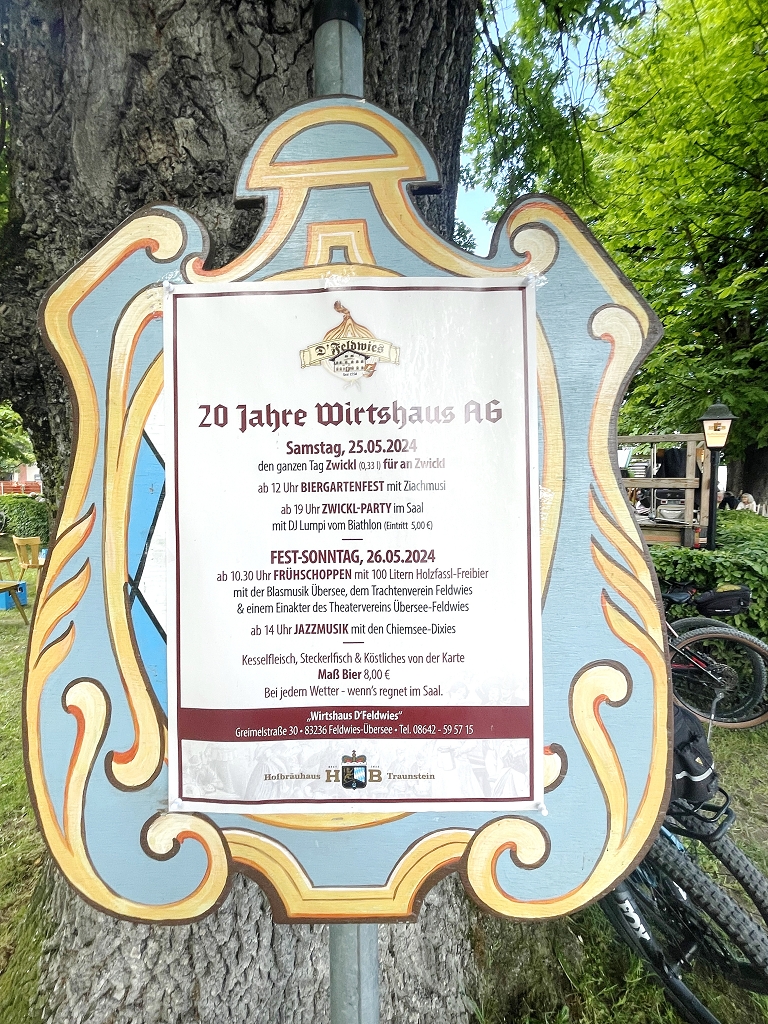 D'Feldwies
20 Jahre Wirtshaus AG
Samstag, 25.05.2024
den ganzen Tag Zwickl (0,33 l) für an Zwickl
ab 12 Uhr BIERGARTENFEST mit Ziachmusi
ab 19 Uhr ZWICKL-PARTY im Saal
mit DJ Lumpi vom Biathlon (Eintritt 5,00 €)
FEST-SONNTAG, 26.05.2024
ab 10.30 Uhr FRÜHSCHOPPEN mit 100 Litern Holzfassl-Freibier
mit der Blasmusik Übersee, dem Trachtenverein Feldwies
& einem Einakter des Theatervereins Übersee-Feldwies
ab 14 Uhr JAZZMUSIK mit den Chiemsee-Dixies
Kesselfleisch, Steckerlfisch & Köstliches von der Karte
Maß Bier 8,00 €
Bei jedem Wetter - wenn's regnet im Saal.
„Wirtshaus D'Feldwies"
Greimelstraße 30 • 83236 Feldwies-Übersee • Tel. 08642 - 59 57 15
Hofbräuhaus H B Traunstein
FOX